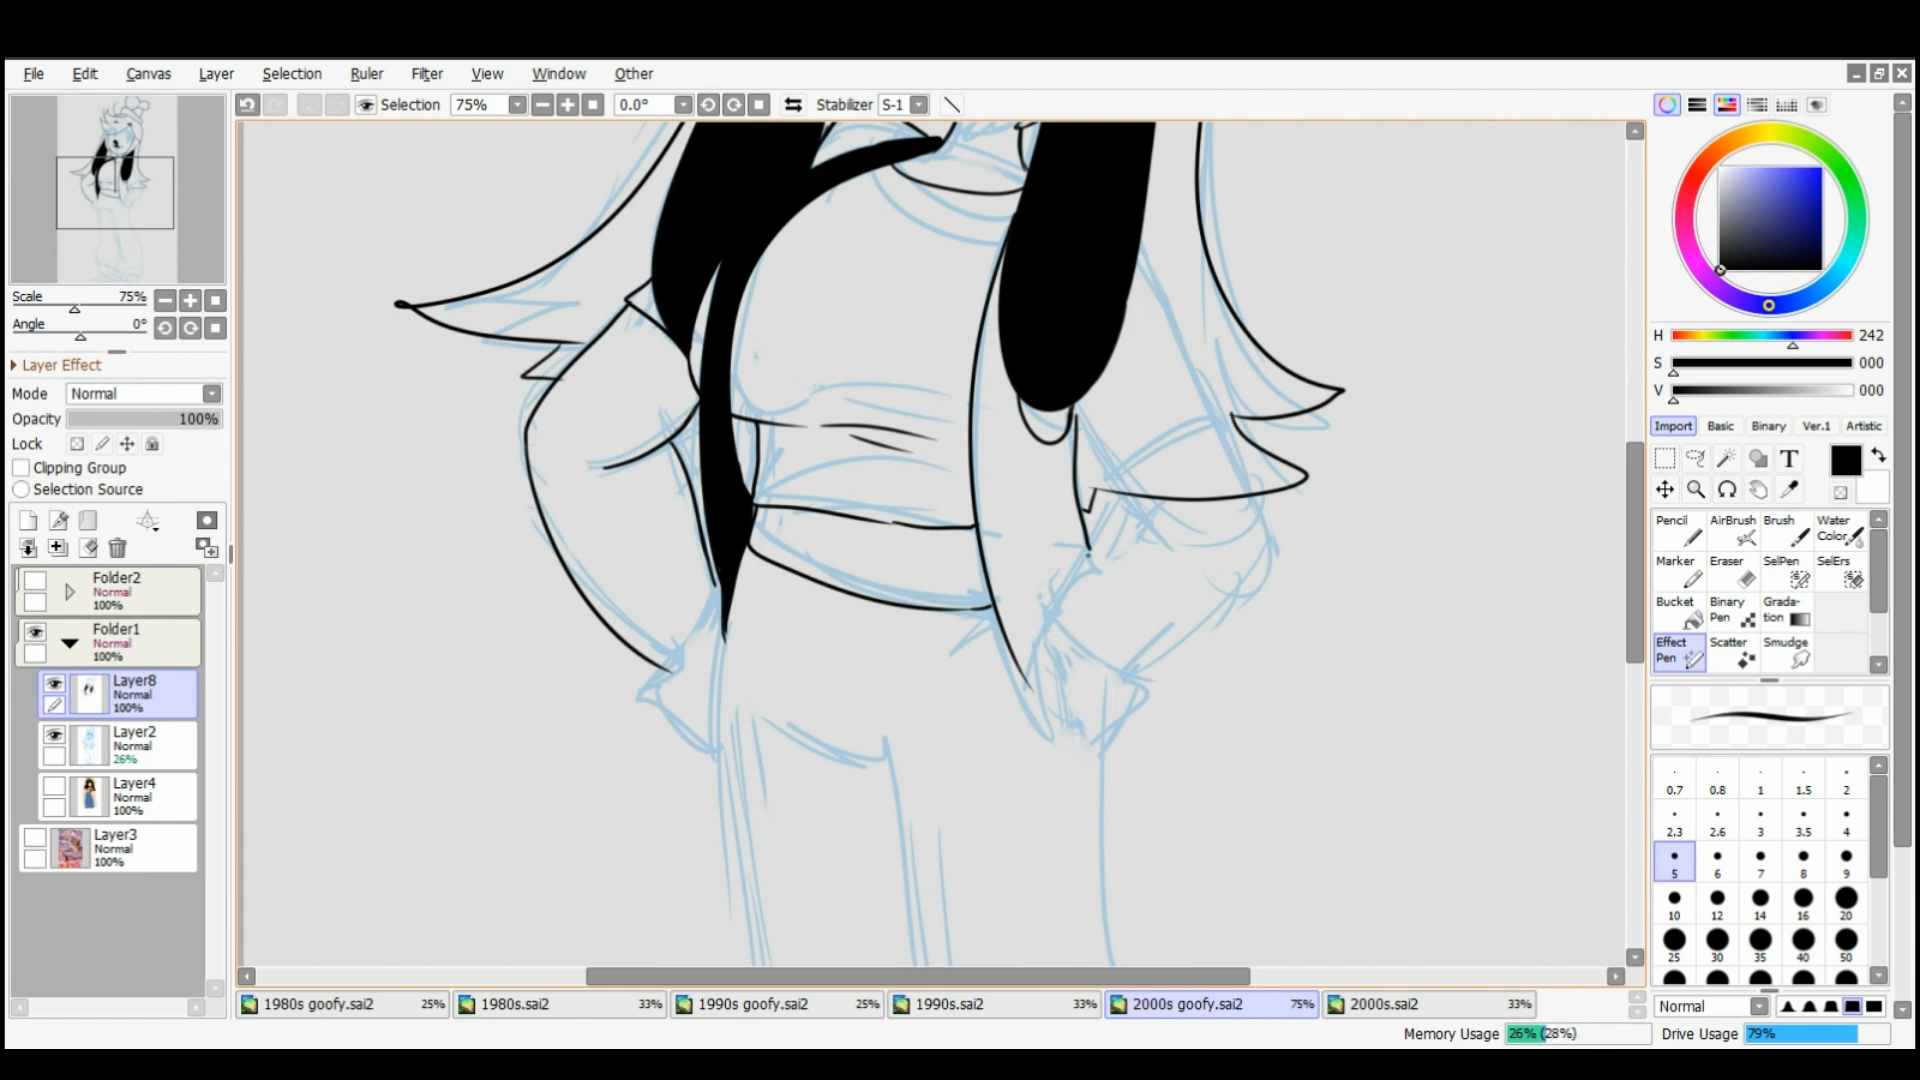 File Edit Canvas Layer Selection Ruler Filter View Window Other
Selection 75% 0.0° Stabilizer S-1
Scale 75%
Angle 0°
Layer Effect
Mode Normal
Opacity 100%
Lock
Clipping Group
Selection Source
Folder2
Normal
100%
Folder1
Normal
100%
Layer8
Normal
100%
Layer2
Normal
26%
Layer4
Normal
100%
Layer3
Normal
100%
H 242
S 000
V 000
Import Basic Binary Ver.1 Artistic
T
Pencil AirBrush Brush Water Color
Marker Eraser SelPen SelErs
Bucket Binary Pen Grada-tion
Effect Pen Scatter Smudge
0.7 0.8 1 1.5 2
2.3 2.6 3 3.5 4
5 6 7 8 9
10 12 14 16 20
25 30 35 40 50
Normal
1980s goofy.sai2 25% 1980s.sai2 33% 1990s goofy.sai2 25% 1990s.sai2 33% 2000s goofy.sai2 75% 2000s.sai2 33%
Memory Usage 26% (28%) Drive Usage 79%